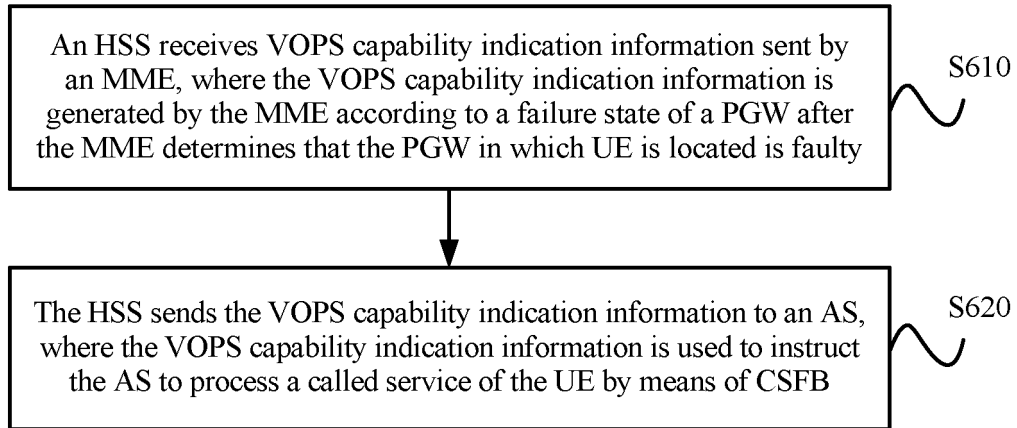 An HSS receives VOPS capability indication information sent by
an MME, where the VOPS capability indication information is
generated by the MME according to a failure state of a PGW after
the MME determines that the PGW in which UE is located is faulty
S610
The HSS sends the VOPS capability indication information to an AS,
where the VOPS capability indication information is used to instruct
the AS to process a called service of the UE by means of CSFB
S620